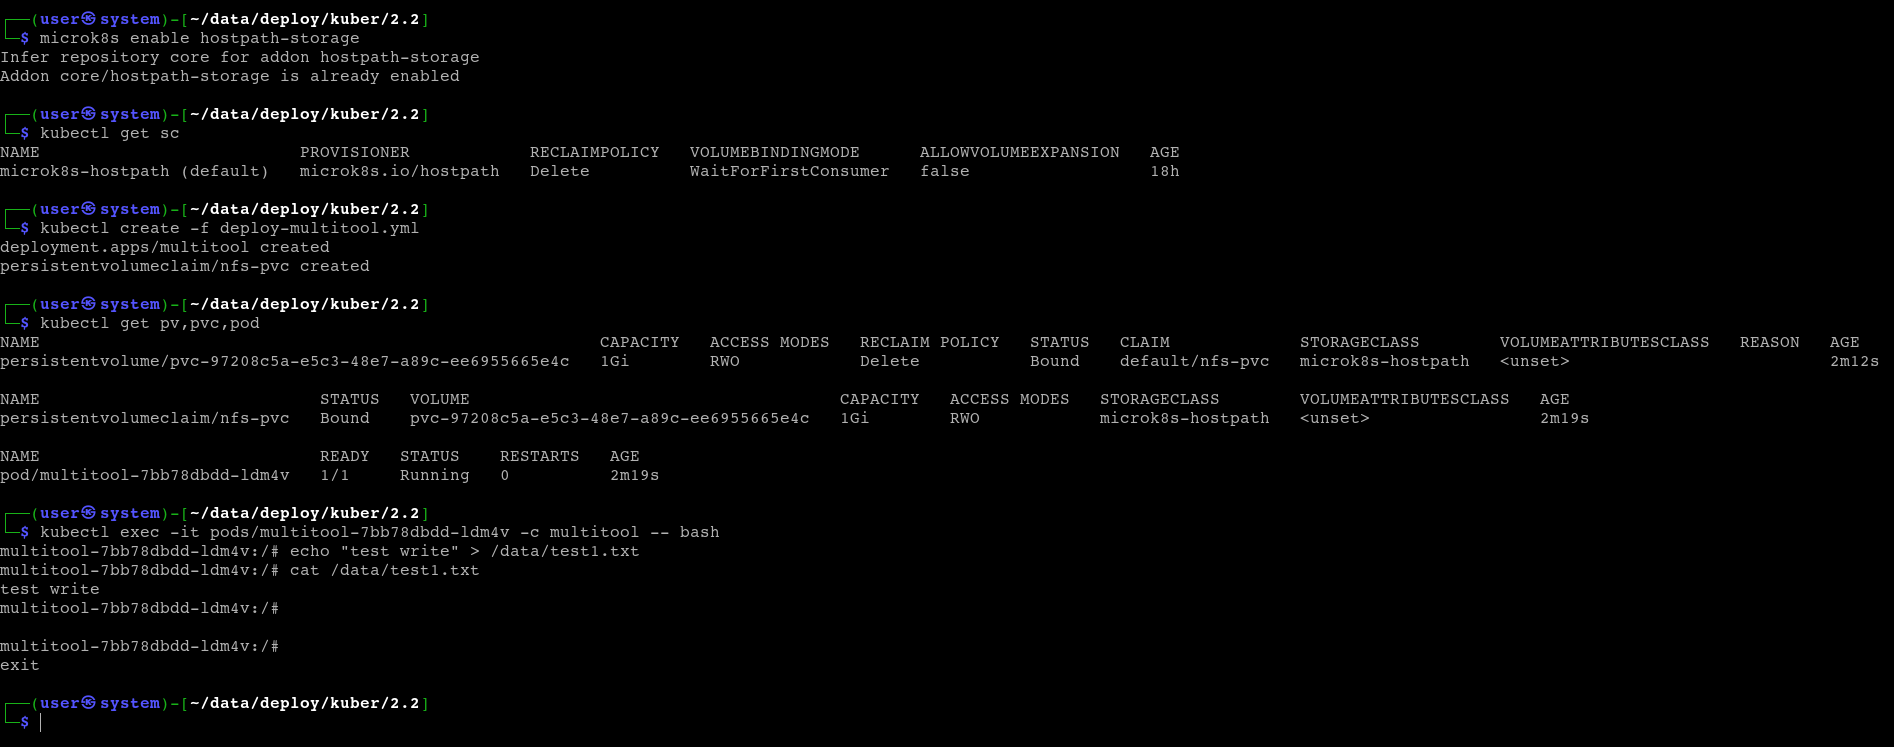 ┌──(user㉿system)-[~/data/deploy/kuber/2.2]
└─$ microk8s enable hostpath-storage
Infer repository core for addon hostpath-storage
Addon core/hostpath-storage is already enabled
┌──(user㉿system)-[~/data/deploy/kuber/2.2]
└─$ kubectl get sc
NAME                          PROVISIONER            RECLAIMPOLICY   VOLUMEBINDINGMODE      ALLOWVOLUMEEXPANSION   AGE
microk8s-hostpath (default)   microk8s.io/hostpath   Delete          WaitForFirstConsumer   false                  18h
┌──(user㉿system)-[~/data/deploy/kuber/2.2]
└─$ kubectl create -f deploy-multitool.yml
deployment.apps/multitool created
persistentvolumeclaim/nfs-pvc created
┌──(user㉿system)-[~/data/deploy/kuber/2.2]
└─$ kubectl get pv,pvc,pod
NAME                                                        CAPACITY   ACCESS MODES   RECLAIM POLICY   STATUS   CLAIM             STORAGECLASS        VOLUMEATTRIBUTESCLASS   REASON   AGE
persistentvolume/pvc-97208c5a-e5c3-48e7-a89c-ee6955665e4c   1Gi        RWO            Delete           Bound    default/nfs-pvc   microk8s-hostpath   <unset>                          2m12s
NAME                            STATUS   VOLUME                                     CAPACITY   ACCESS MODES   STORAGECLASS        VOLUMEATTRIBUTESCLASS   AGE
persistentvolumeclaim/nfs-pvc   Bound    pvc-97208c5a-e5c3-48e7-a89c-ee6955665e4c   1Gi        RWO            microk8s-hostpath   <unset>                 2m19s
NAME                            READY   STATUS    RESTARTS   AGE
pod/multitool-7bb78dbdd-ldm4v   1/1     Running   0          2m19s
┌──(user㉿system)-[~/data/deploy/kuber/2.2]
└─$ kubectl exec -it pods/multitool-7bb78dbdd-ldm4v -c multitool -- bash
multitool-7bb78dbdd-ldm4v:/# echo "test write" > /data/test1.txt
multitool-7bb78dbdd-ldm4v:/# cat /data/test1.txt
test write
multitool-7bb78dbdd-ldm4v:/#
multitool-7bb78dbdd-ldm4v:/#
exit
┌──(user㉿system)-[~/data/deploy/kuber/2.2]
└─$